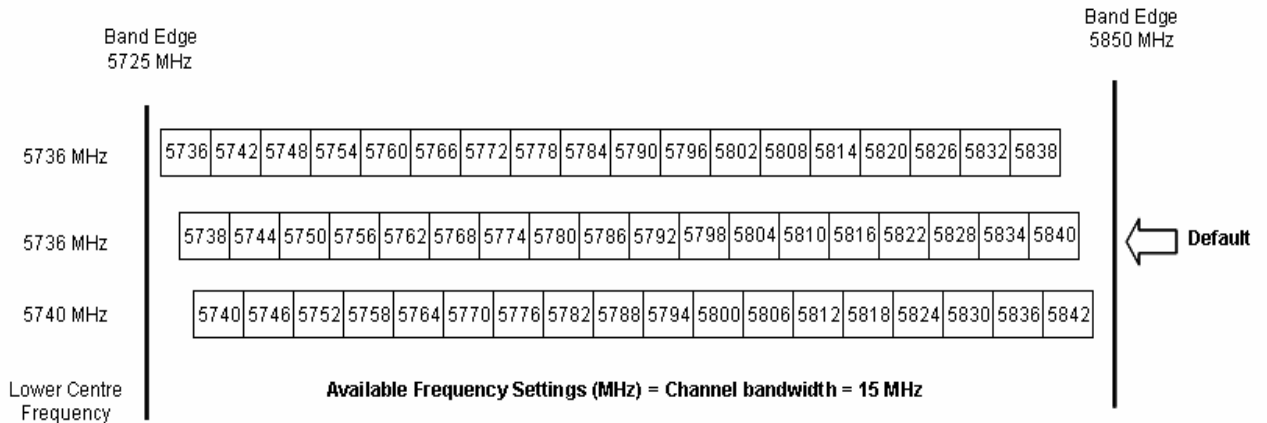 Band Edge
5725 MHz
Band Edge
5850 MHz
5736 MHz
5736 5742 5748 5754 5760 5766 5772 5778 5784 5790 5796 5802 5808 5814 5820 5826 5832 5838
5736 MHz
5738 5744 5750 5756 5762 5768 5774 5780 5786 5792 5798 5804 5810 5816 5822 5828 5834 5840
Default
5740 MHz
5740 5746 5752 5758 5764 5770 5776 5782 5788 5794 5800 5806 5812 5818 5824 5830 5836 5842
Lower Centre
Frequency
Available Frequency Settings (MHz) = Channel bandwidth = 15 MHz